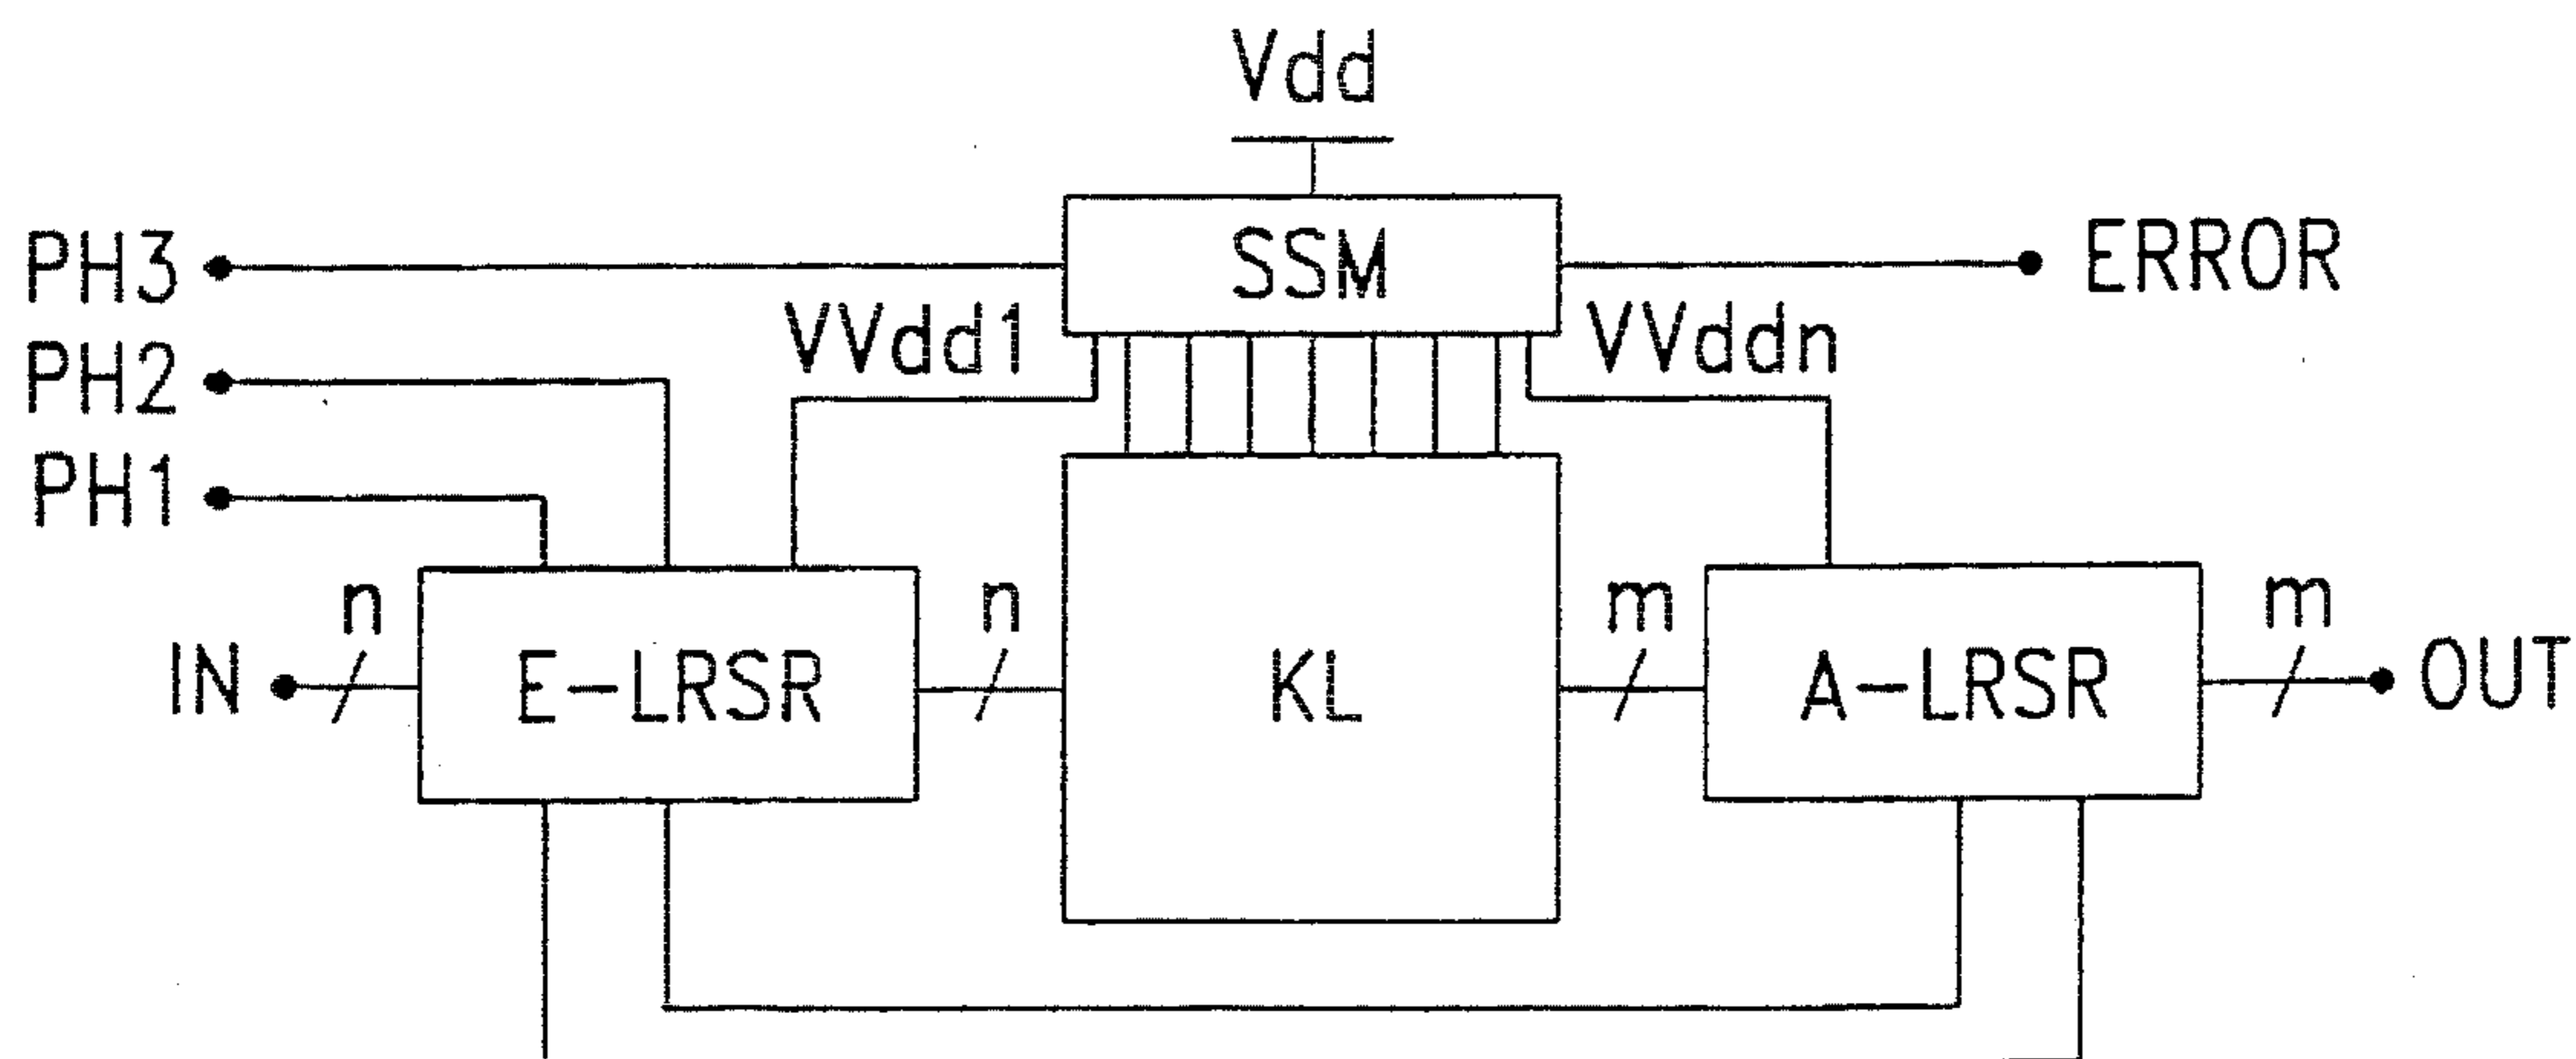 Vdd
PH3
SSM
ERROR
VVdd1
VVddn
PH2
PH1
n
n
m
m
IN
E-LRSR
KL
A-LRSR
OUT